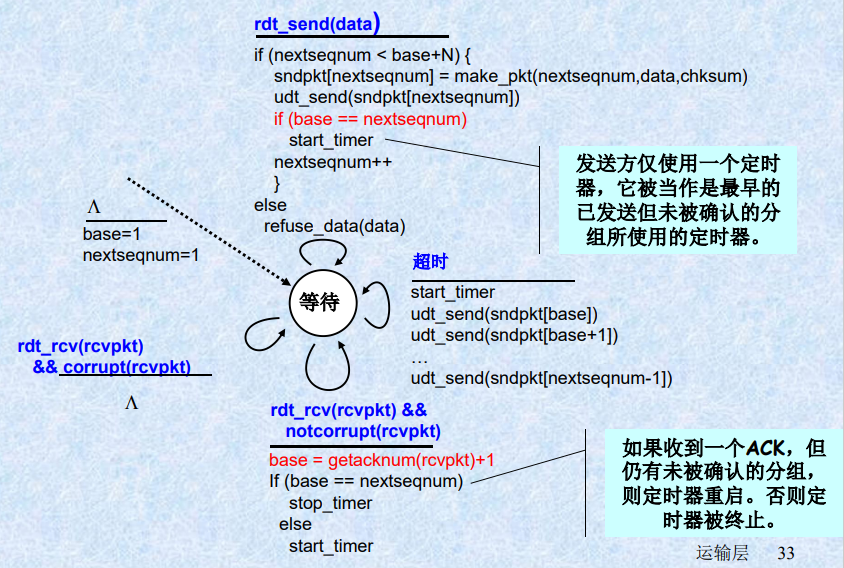 rdt_send(data)
if (nextseqnum < base+N) {
sndpkt[nextseqnum] = make_pkt(nextseqnum,data,chksum)
udt_send(sndpkt[nextseqnum])
if (base == nextseqnum)
start_timer
nextseqnum++
}
else
refuse_data(data)
发送方仅使用一个定时
器，它被当作是最早的
已发送但未被确认的分
组所使用的定时器。
Λ
base=1
nextseqnum=1
等待
超时
start_timer
udt_send(sndpkt[base])
udt_send(sndpkt[base+1])
…
udt_send(sndpkt[nextseqnum-1])
rdt_rcv(rcvpkt)
&& corrupt(rcvpkt)
Λ
rdt_rcv(rcvpkt) &&
notcorrupt(rcvpkt)
base = getacknum(rcvpkt)+1
If (base == nextseqnum)
stop_timer
else
start_timer
如果收到一个ACK，但
仍有未被确认的分组，
则定时器重启。否则定
时器被终止。
运输层 33